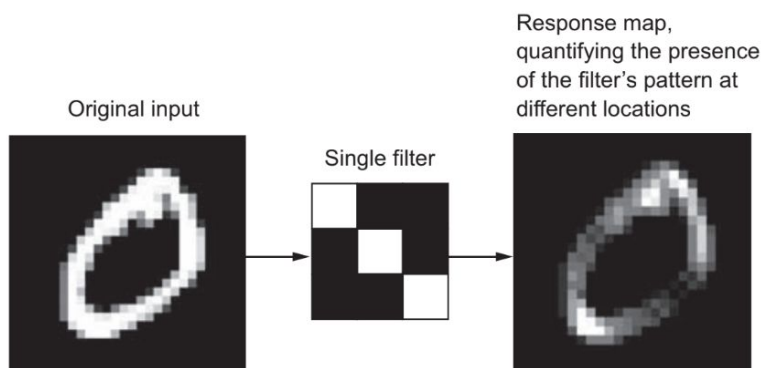 Original input
Single filter
Response map,
quantifying the presence
of the filter's pattern at
different locations